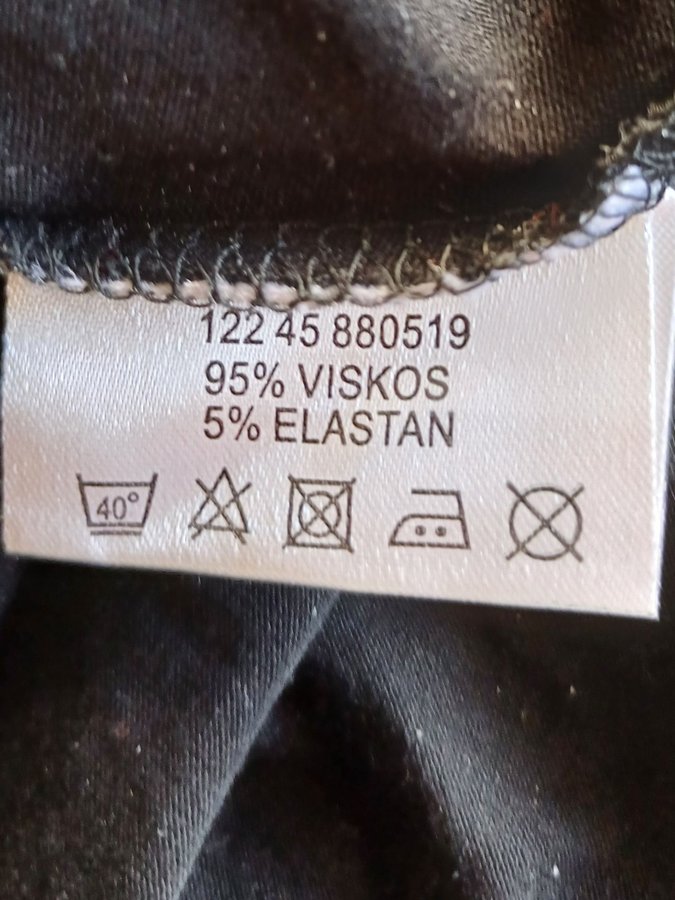 122 45 880519
95% VISKOS
5% ELASTAN
40°